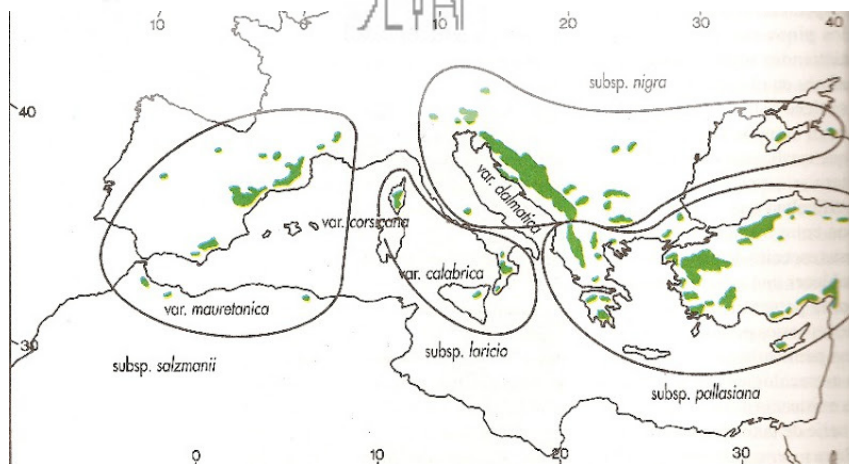 10 0 10 20 30 40
subsp. nigra
40
var. dalmatica
var. corsicana
var. calabrica
var. mauretanica
30
subsp. salzmanii
subsp. laricio
subsp. pallasiana
0 10 20 30